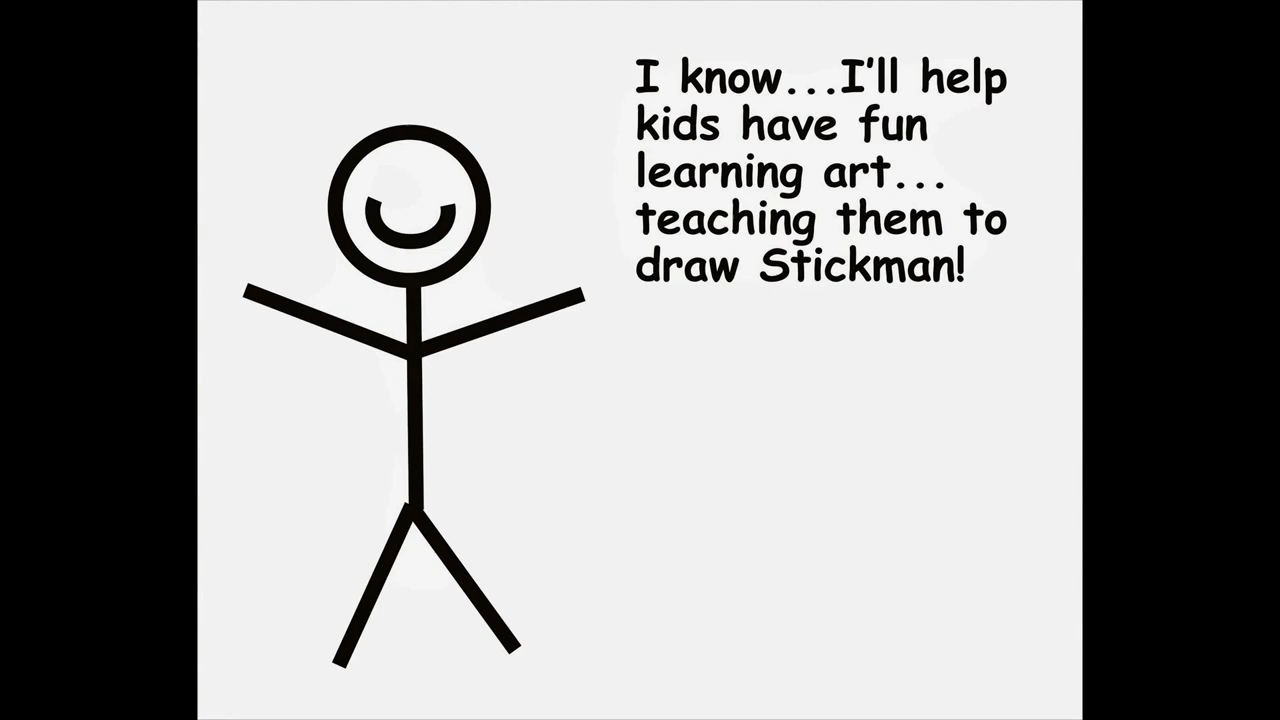 I know...I'll help
kids have fun
learning art...
teaching them to
draw Stickman!